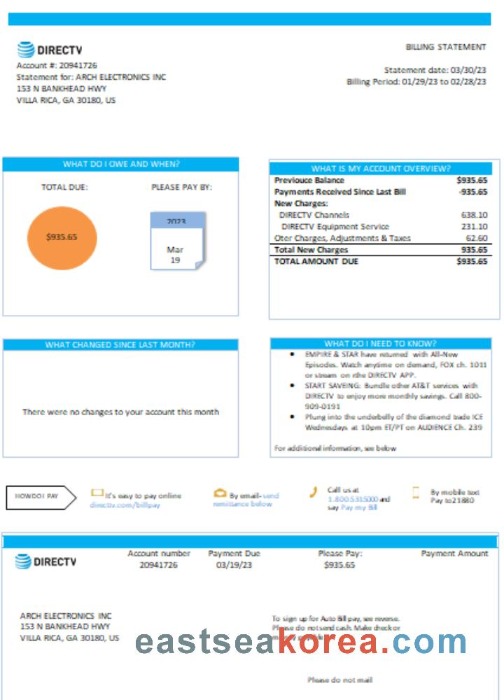 DIRECTV
BILLING STATEMENT
Account #: 20941726
Statement for: ARCH ELECTRONICS INC
153 N BANKHEAD HWY
VILLA RICA, GA 30180, US
Statement date: 03/30/23
Billing Period: 01/29/23 to 02/28/23
WHAT DO I OWE AND WHEN?
TOTAL DUE:
PLEASE PAY BY:
$935.65
2023
Mar
19
WHAT IS MY ACCOUNT OVERVIEW?
Previouce Balance $935.65
Payments Received Since Last Bill -935.65
New Charges:
DIRECTV Channels 638.10
DIRECTV Equipment Service 231.10
Oter Charges, Adjustments & Taxes 62.60
Total New Charges 935.65
TOTAL AMOUNT DUE $935.65
WHAT CHANGED SINCE LAST MONTH?
There were no changes to your account this month
WHAT DO I NEED TO KNOW?
• EMPIRE & STAR have returned with All-New
Episodes. Watch anytime on demand, FOX ch. 1011
or stream on rthe DIRECTV APP.
• START SAVEING: Bundle other AT&T services with
DIRECTV to enjoy more monthly savings. Call 800-
909-0191
• Plung into the underbelly of the diamond trade ICE
Wednesdays at 10pm ET/PT on AUDIENCE Ch. 239
For additional information, see below
HOW DO I PAY
It's easy to pay online
directv.com/billpay
By email- send
remittance below
Call us at
1.800.5315000 and
say Pay my Bill
By mobile text
Pay to 21880
DIRECTV
Account number Payment Due Please Pay: Payment Amount
20941726 03/19/23 $935.65
ARCH ELECTRONICS INC
153 N BANKHEAD HWY
VILLA RICA, GA 30180, US
To sign up for Auto Bill pay, see reverse.
Please do not send cash. Make check or
eastseakorea.com
Please do not mail